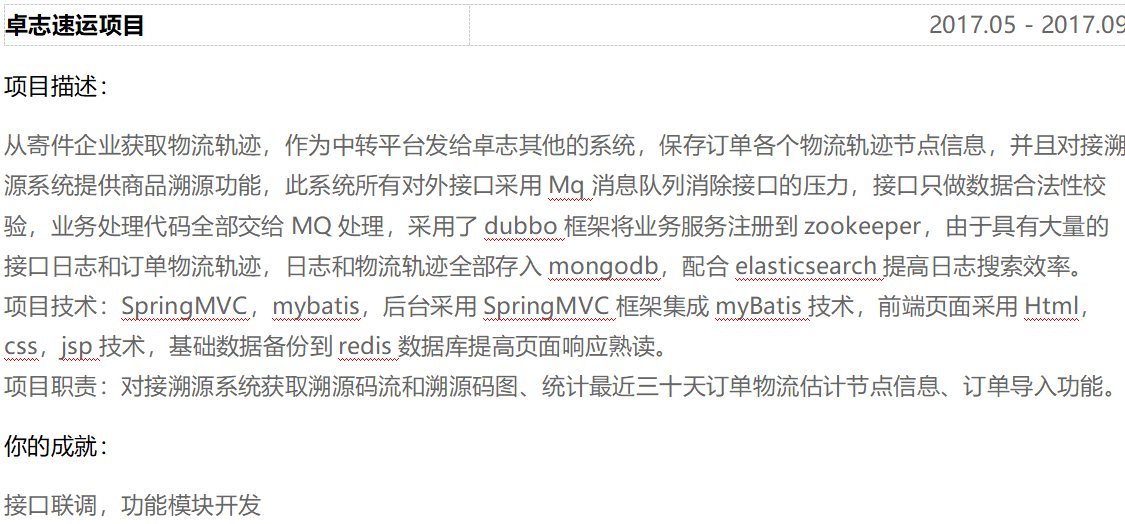 卓志速运项目 2017.05 - 2017.09
项目描述：
从寄件企业获取物流轨迹，作为中转平台发给卓志其他的系统，保存订单各个物流轨迹节点信息，并且对接溯
源系统提供商品溯源功能，此系统所有对外接口采用 Mq 消息队列消除接口的压力，接口只做数据合法性校
验，业务处理代码全部交给 MQ 处理，采用了 dubbo 框架将业务服务注册到 zookeeper，由于具有大量的
接口日志和订单物流轨迹，日志和物流轨迹全部存入 mongodb，配合 elasticsearch 提高日志搜索效率。
项目技术：SpringMVC，mybatis，后台采用 SpringMVC 框架集成 myBatis 技术，前端页面采用 Html，
css，jsp 技术，基础数据备份到 redis 数据库提高页面响应熟读。
项目职责：对接溯源系统获取溯源码流和溯源码图、统计最近三十天订单物流估计节点信息、订单导入功能。
你的成就：
接口联调，功能模块开发